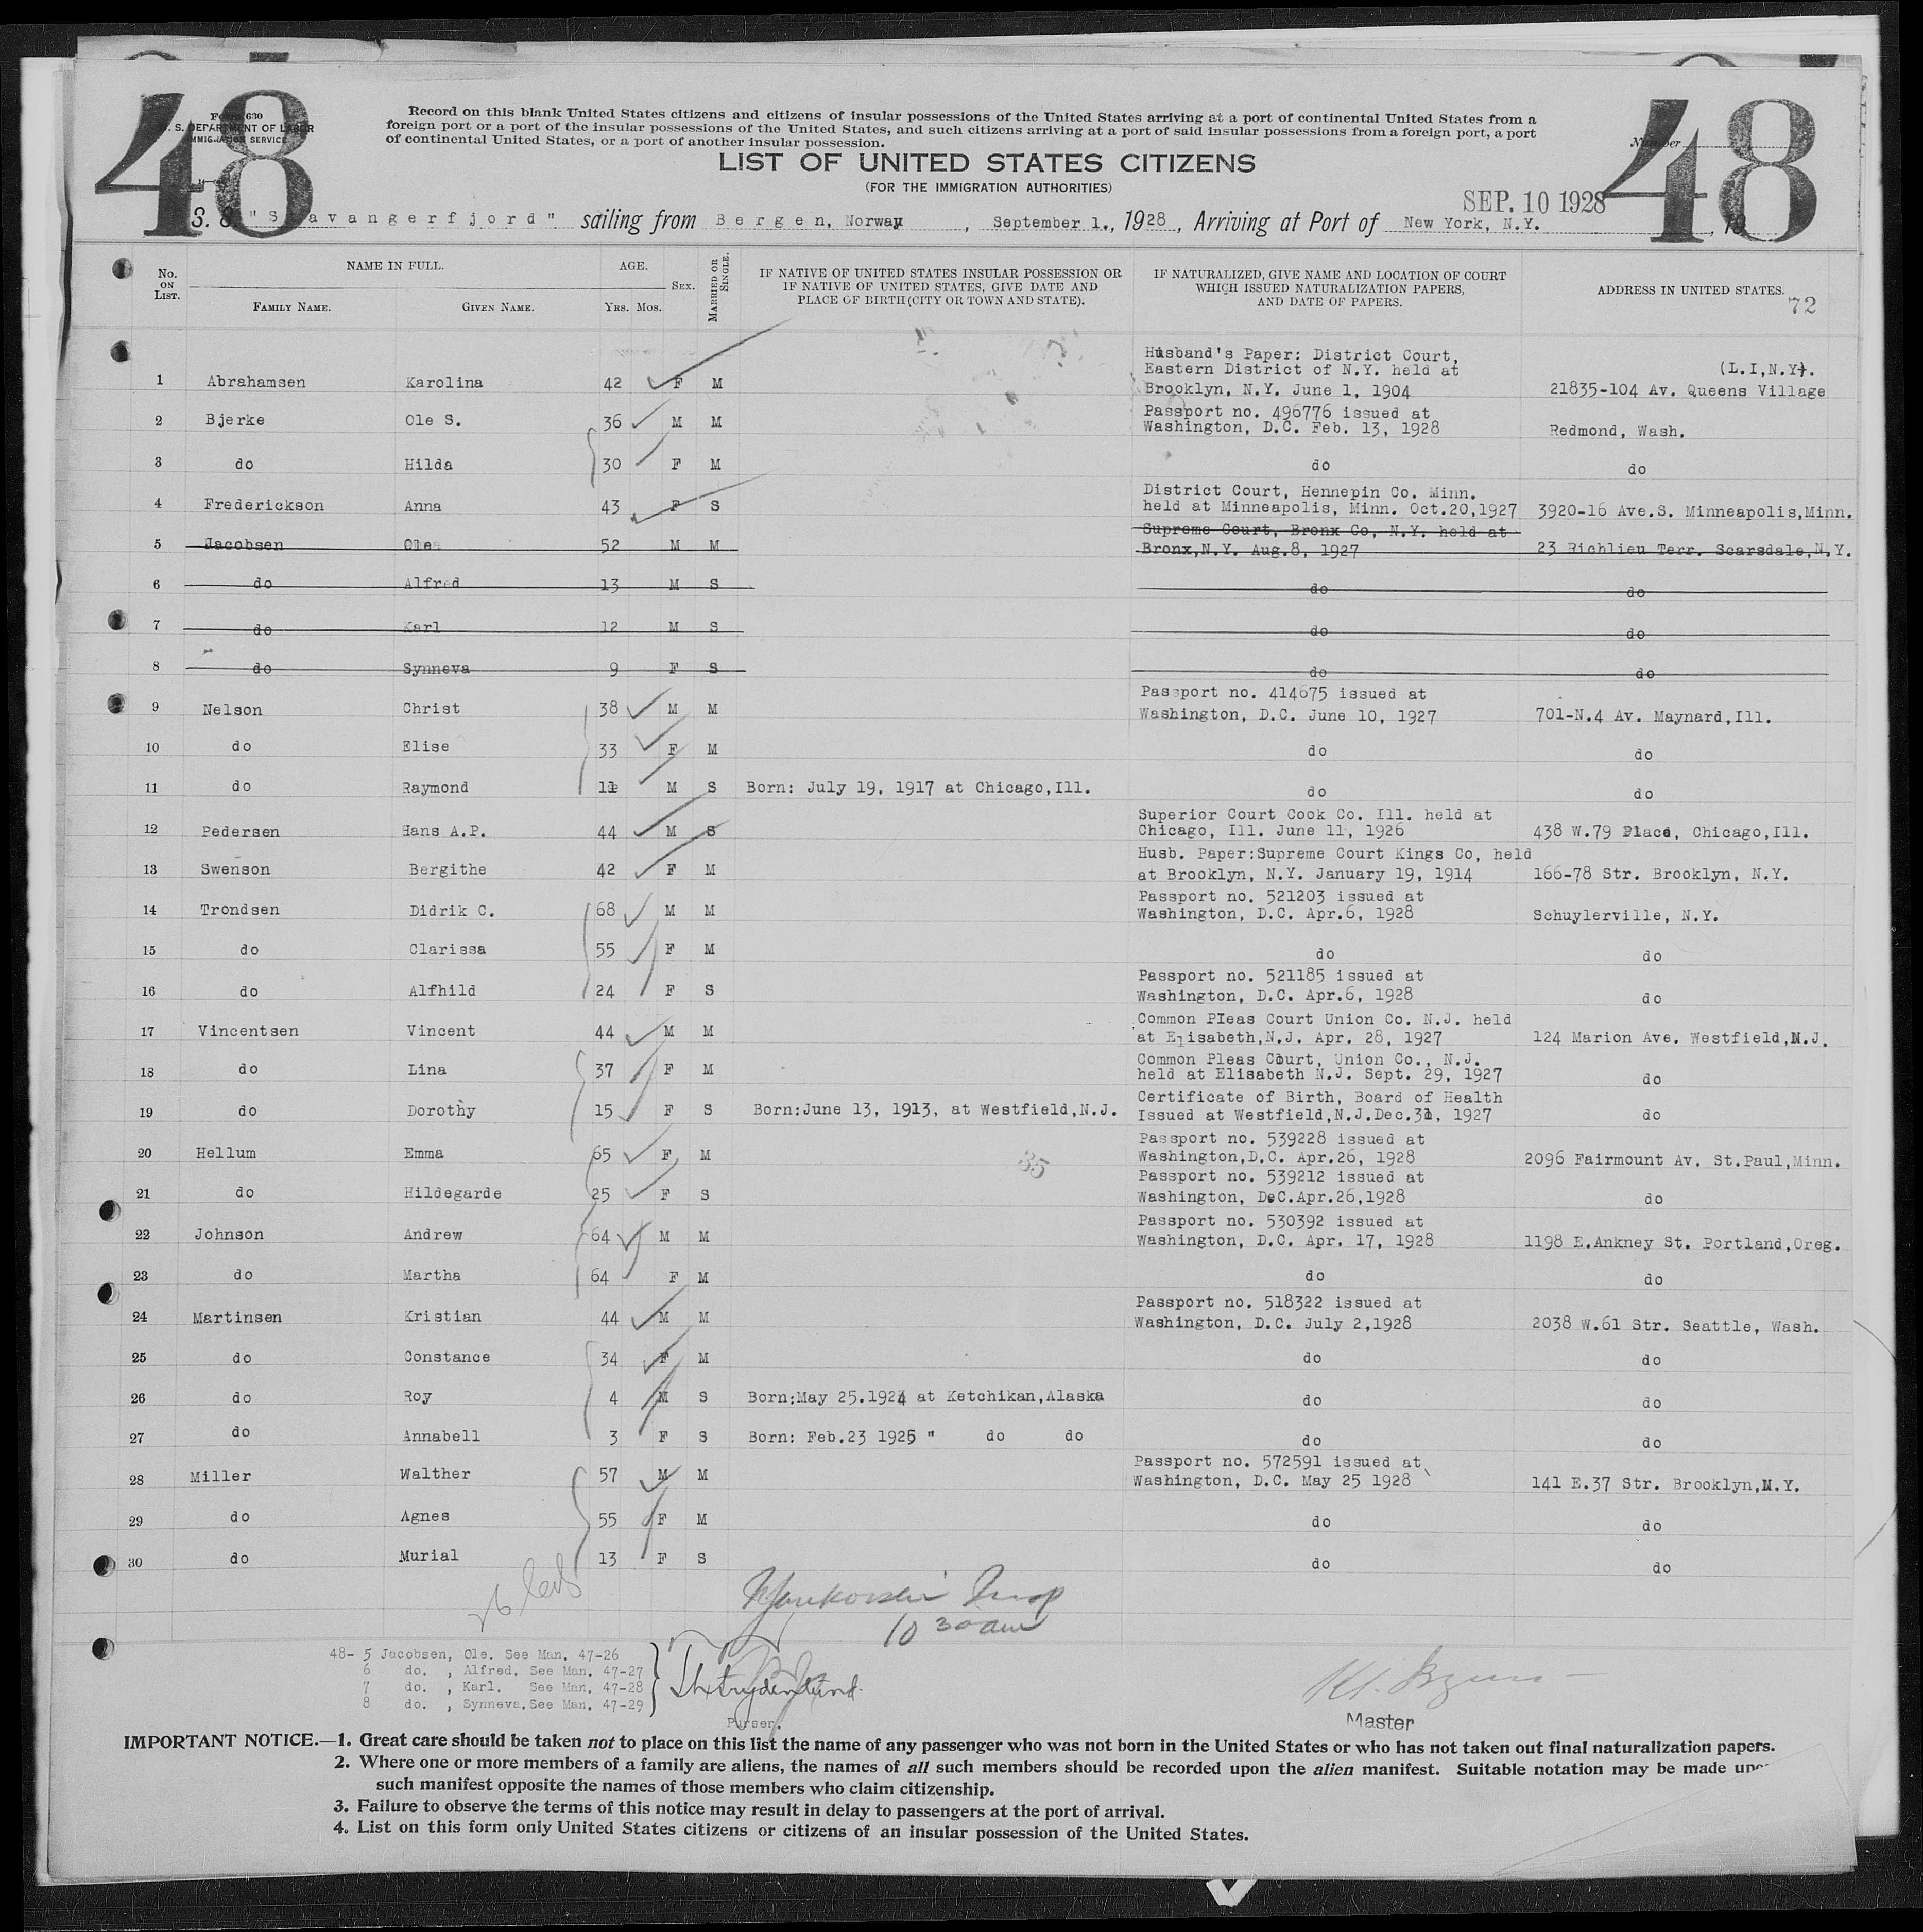 48
48
Form 630
U. S. DEPARTMENT OF LABOR
IMMIGRATION SERVICE
Record on this blank United States citizens and citizens of insular possessions of the United States arriving at a port of continental United States from a
foreign port or a port of the insular possessions of the United States, and such citizens arriving at a port of said insular possessions from a foreign port, a port
of continental United States, or a port of another insular possession.
Number
LIST OF UNITED STATES CITIZENS
(FOR THE IMMIGRATION AUTHORITIES)
SEP. 10 1928
S. S. "Stavangerfjord" sailing from Bergen, Norway, September 1., 1928, Arriving at Port of New York, N.Y., 19
No. ON LIST. NAME IN FULL. AGE. SEX. MARRIED OR SINGLE. IF NATIVE OF UNITED STATES INSULAR POSSESSION OR IF NATIVE OF UNITED STATES, GIVE DATE AND PLACE OF BIRTH (CITY OR TOWN AND STATE). IF NATURALIZED, GIVE NAME AND LOCATION OF COURT WHICH ISSUED NATURALIZATION PAPERS, AND DATE OF PAPERS. ADDRESS IN UNITED STATES.
FAMILY NAME. GIVEN NAME. YRS. MOS. 72
Husband's Paper: District Court,
Eastern District of N.Y. held at (L.I,N.Y).
1 Abrahamsen Karolina 42 F M Brooklyn, N.Y. June 1, 1904 21835-104 Av. Queens Village
Passport no. 496776 issued at
2 Bjerke Ole S. 36 M M Washington, D.C. Feb. 13, 1928 Redmond, Wash.
3 do Hilda 30 F M do do
District Court, Hennepin Co. Minn.
4 Frederickson Anna 43 F S held at Minneapolis, Minn. Oct.20,1927 3920-16 Ave.S. Minneapolis,Minn.
Supreme Court, Bronx Co, N.Y. held at
5 Jacobsen Ole 52 M M Bronx,N.Y. Aug.8, 1927 23 Richlieu Terr. Scarsdale,N.Y.
6 do Alfred 13 M S do do
7 do Karl 12 M S do do
8 do Synneva 9 F S do do
Passport no. 414675 issued at
9 Nelson Christ 38 M M Washington, D.C. June 10, 1927 701-N.4 Av. Maynard,Ill.
10 do Elise 33 F M do do
11 do Raymond 11 M S Born: July 19, 1917 at Chicago,Ill. do do
Superior Court Cook Co. Ill. held at
12 Pedersen Hans A.P. 44 M S Chicago, Ill. June 11, 1926 438 W.79 Place, Chicago,Ill.
Husb. Paper:Supreme Court Kings Co, held
13 Swenson Bergithe 42 F M at Brooklyn, N.Y. January 19, 1914 166-78 Str. Brooklyn, N.Y.
Passport no. 521203 issued at
14 Trondsen Didrik C. 68 M M Washington, D.C. Apr.6, 1928 Schuylerville, N.Y.
15 do Clarissa 55 F M do do
Passport no. 521185 issued at
16 do Alfhild 24 F S Washington, D.C. Apr.6, 1928 do
Common Pleas Court Union Co. N.J. held
17 Vincentsen Vincent 44 M M at Elisabeth,N.J. Apr. 28, 1927 124 Marion Ave. Westfield,N.J.
Common Pleas Court, Union Co., N.J.
18 do Lina 37 F M held at Elisabeth N.J. Sept. 29, 1927 do
Certificate of Birth, Board of Health
19 do Dorothy 15 F S Born:June 13, 1913, at Westfield,N.J. Issued at Westfield,N.J.Dec.31, 1927 do
Passport no. 539228 issued at
20 Hellum Emma 65 F M Washington,D.C. Apr.26, 1928 2096 Fairmount Av. St.Paul,Minn.
35
Passport no. 539212 issued at
21 do Hildegarde 25 F S Washington, D.C.Apr.26,1928 do
Passport no. 530392 issued at
22 Johnson Andrew 64 M M Washington, D.C. Apr. 17, 1928 1198 E.Ankney St. Portland,Oreg.
23 do Martha 64 F M do do
Passport no. 518322 issued at
24 Martinsen Kristian 44 M M Washington, D.C. July 2,1928 2038 W.61 Str. Seattle, Wash.
25 do Constance 34 F M do do
26 do Roy 4 M S Born:May 25.1924 at Ketchikan,Alaska do do
27 do Annabell 3 F S Born: Feb.23 1925 " do do do do
Passport no. 572591 issued at
28 Miller Walther 57 M M Washington, D.C. May 25 1928 141 E.37 Str. Brooklyn,N.Y.
29 do Agnes 55 F M do do
30 do Murial 13 F S do do
10 30 am
48- 5 Jacobsen, Ole. See Man. 47-26
6 do. , Alfred. See Man. 47-27
7 do. , Karl. See Man. 47-28
8 do. , Synneva.See Man. 47-29
Purser.
Master
IMPORTANT NOTICE.—1. Great care should be taken not to place on this list the name of any passenger who was not born in the United States or who has not taken out final naturalization papers.
2. Where one or more members of a family are aliens, the names of all such members should be recorded upon the alien manifest. Suitable notation may be made upon
such manifest opposite the names of those members who claim citizenship.
3. Failure to observe the terms of this notice may result in delay to passengers at the port of arrival.
4. List on this form only United States citizens or citizens of an insular possession of the United States.